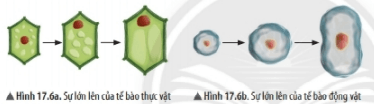 ▲ Hình 17.6a. Sự lớn lên của tế bào thực vật
▲ Hình 17.6b. Sự lớn lên của tế bào động vật